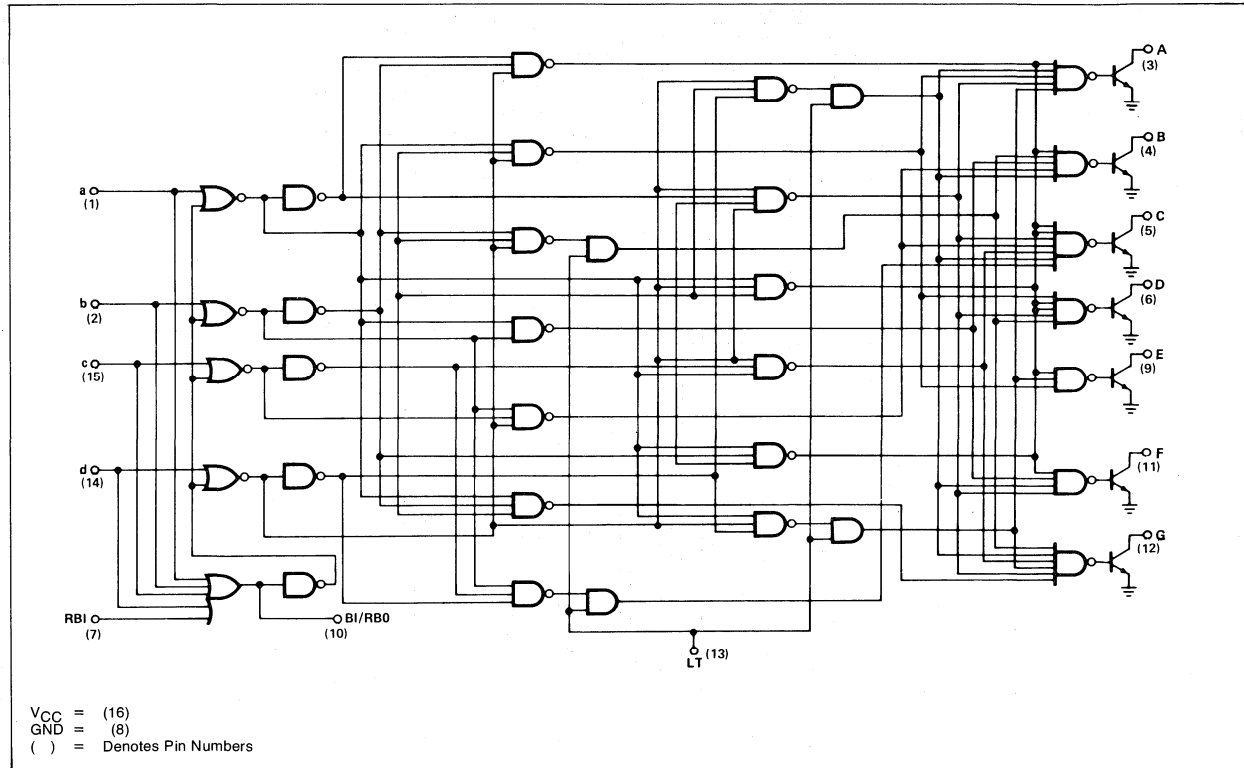 A
(3)
B
(4)
a
(1)
C
(5)
D
(6)
b
(2)
E
(9)
c
(15)
d
(14)
F
(11)
G
(12)
RBI
(7)
BI/RB0
(10)
LT (13)
VCC = (16)
GND = (8)
( ) = Denotes Pin Numbers